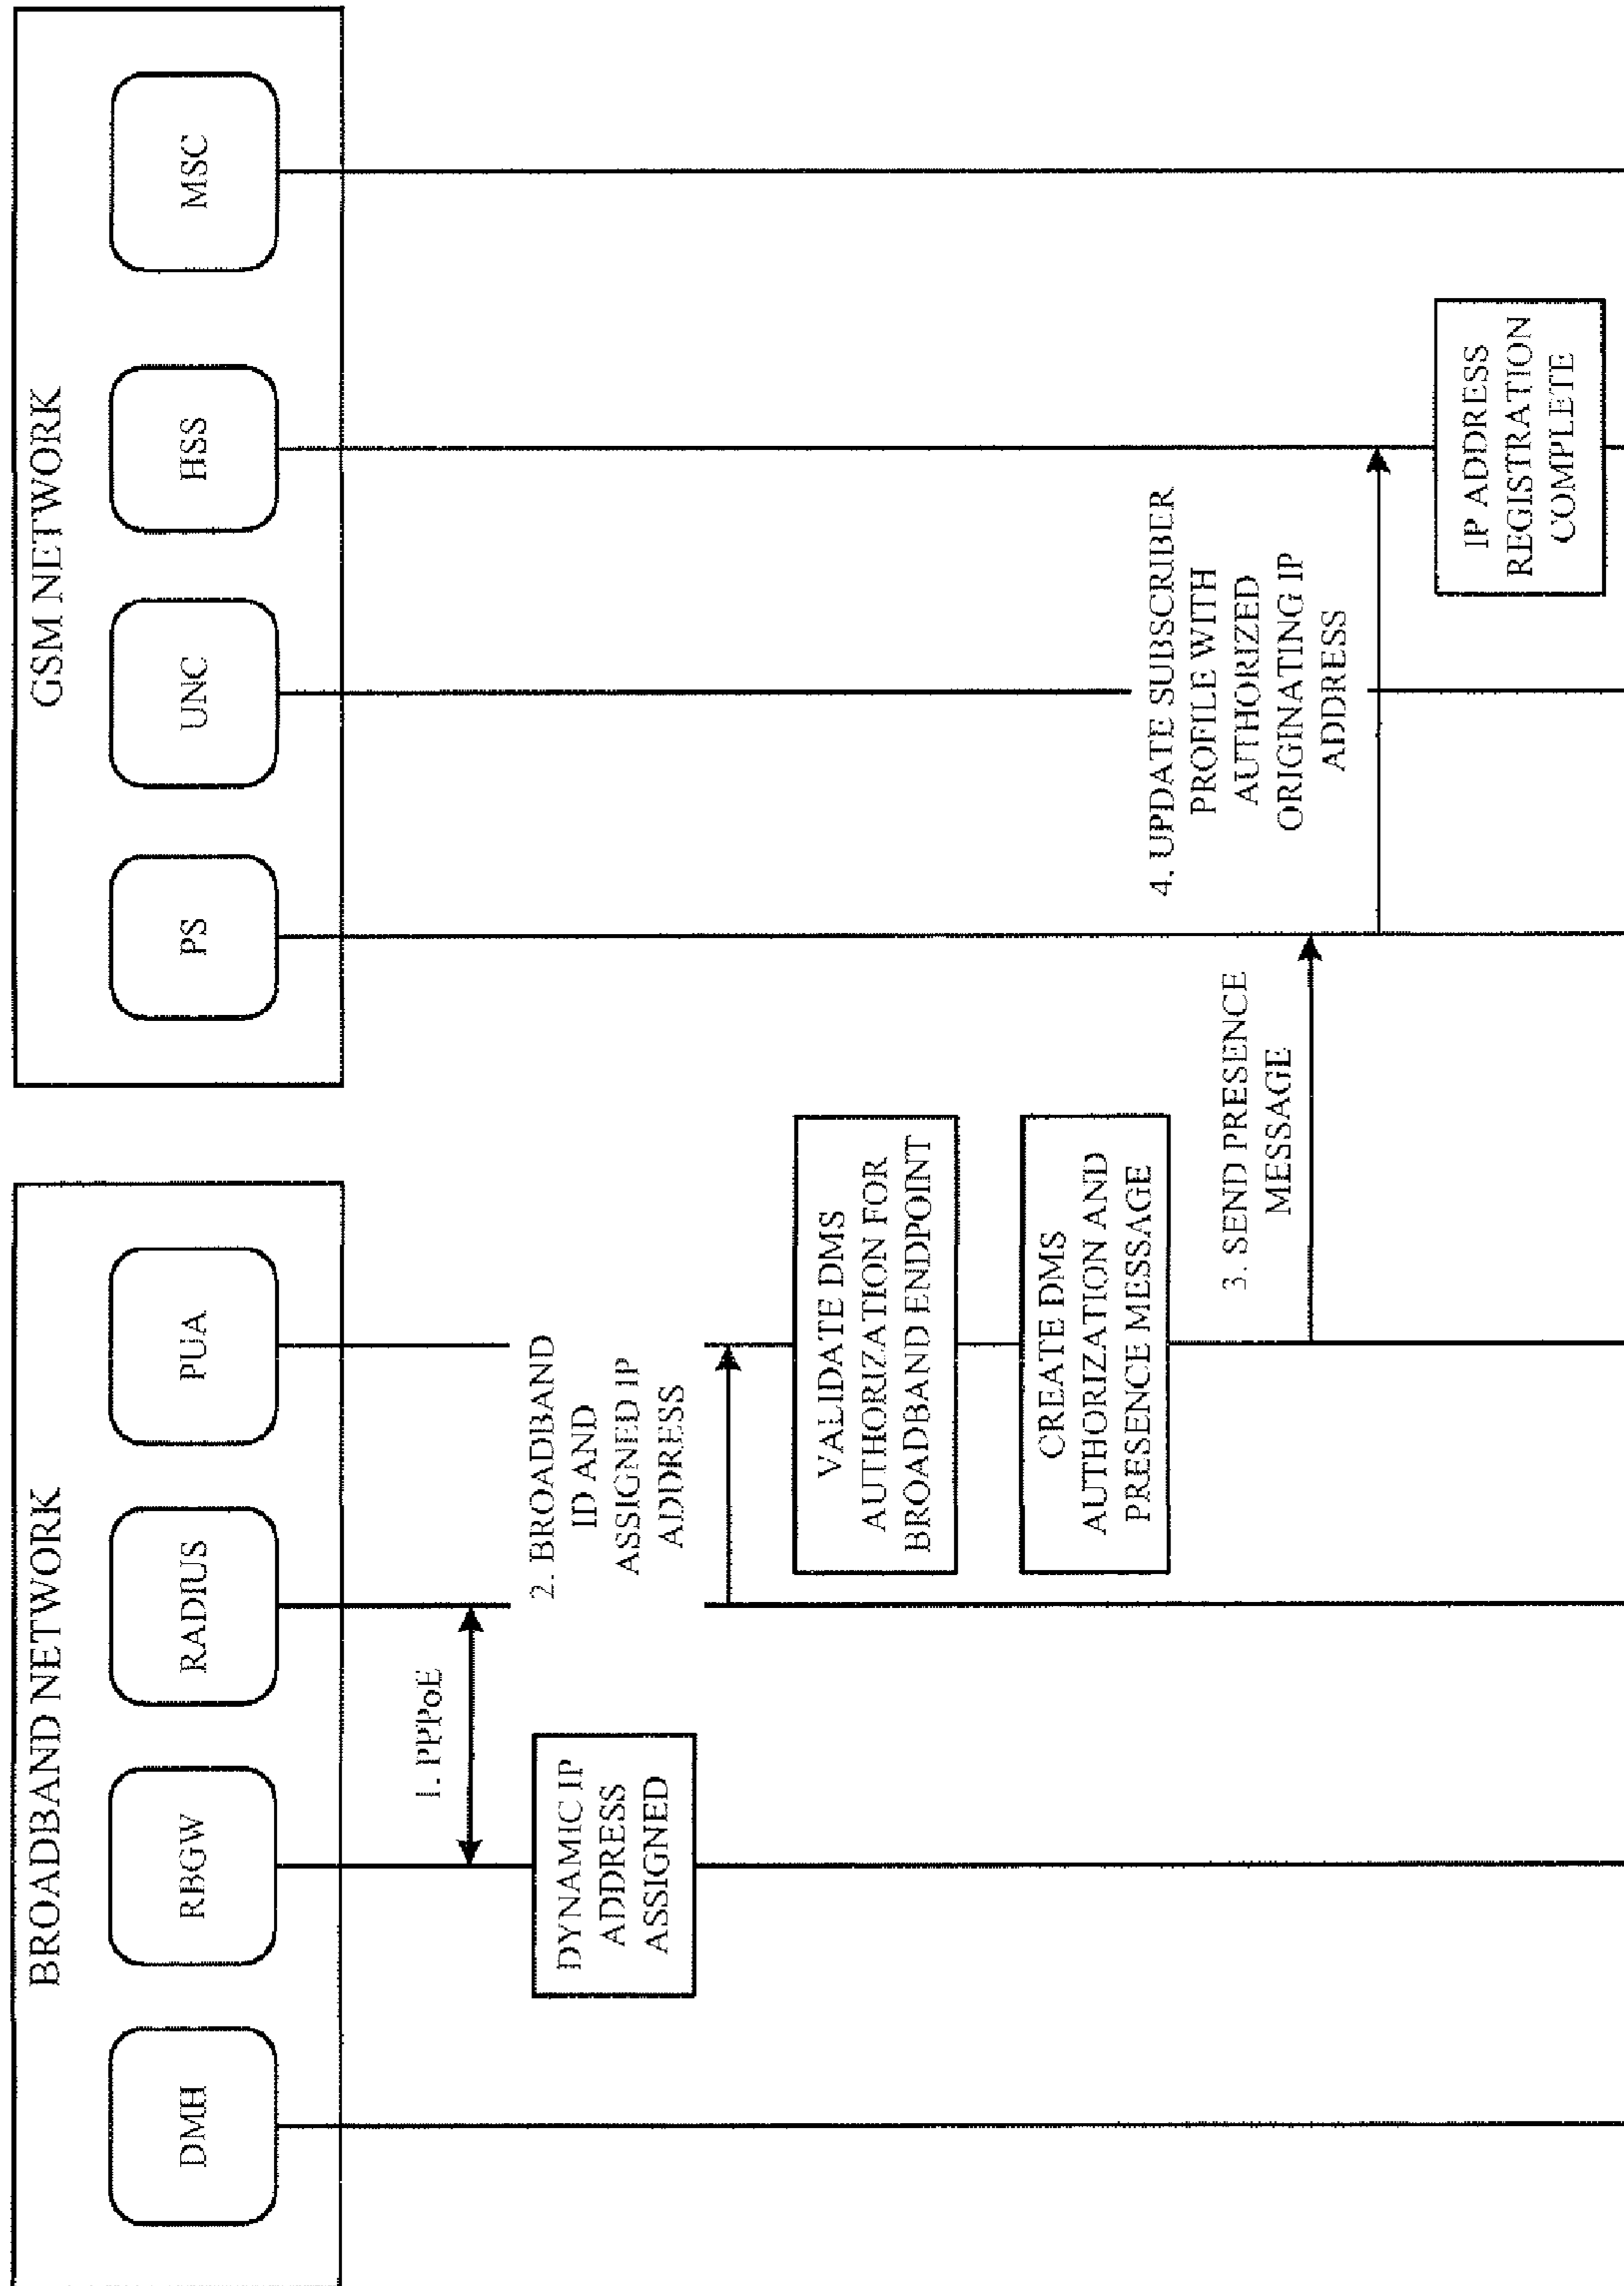 BROADBAND NETWORK
GSM NETWORK
DMH
RBGW
RADIUS
PUA
PS
UNC
HSS
MSC
1. PPPoE
DYNAMIC IP
ADDRESS
ASSIGNED
2. BROADBAND
ID AND
ASSIGNED IP
ADDRESS
VALIDATE DMS
AUTHORIZATION FOR
BROADBAND ENDPOINT
CREATE DMS
AUTHORIZATION AND
PRESENCE MESSAGE
3. SEND PRESENCE
MESSAGE
4. UPDATE SUBSCRIBER
PROFILE WITH
AUTHORIZED
ORIGINATING IP
ADDRESS
IP ADDRESS
REGISTRATION
COMPLETE